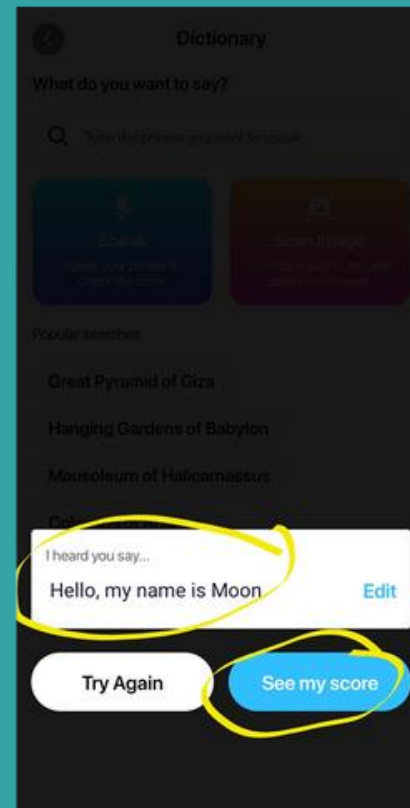 Dictionary
What do you want to say?
Type the phrase you want to speak
Speak
Scan Image
Popular searches
Great Pyramid of Giza
Hanging Gardens of Babylon
Mausoleum of Halicarnassus
I heard you say...
Hello, my name is Moon
Edit
Try Again
See my score